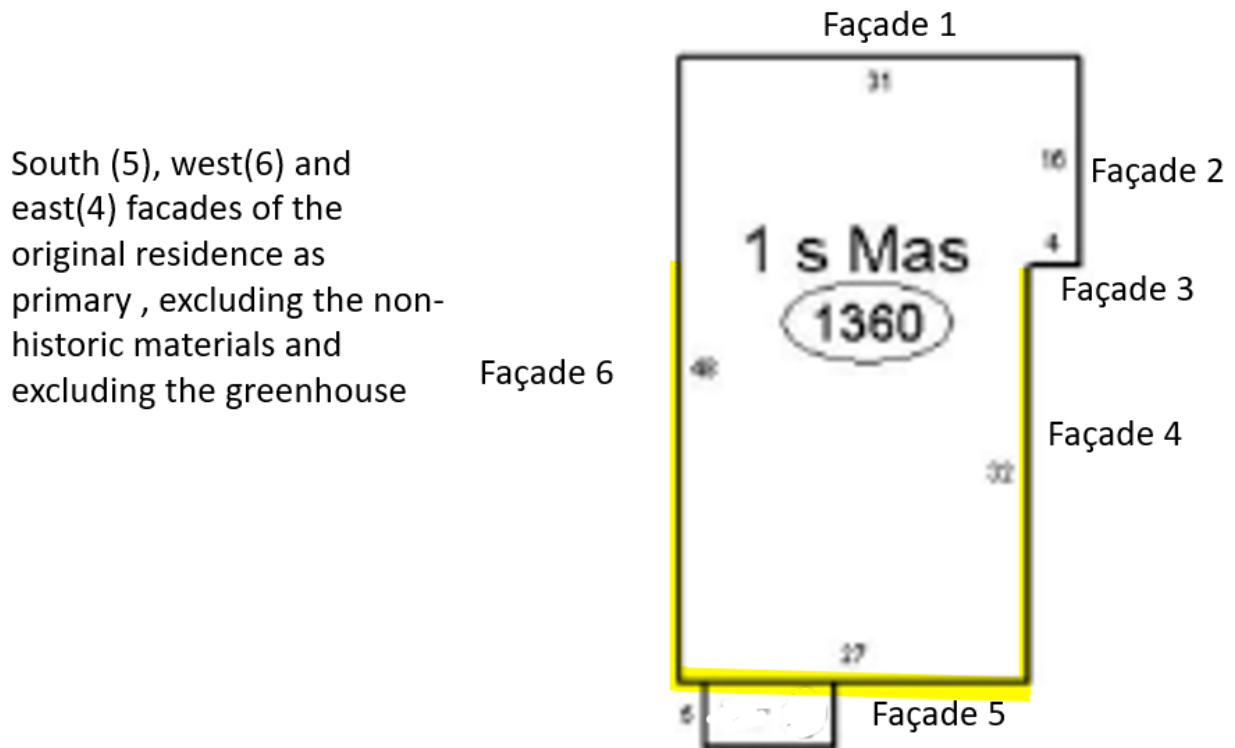 Façade 1
31
South (5), west(6) and
east(4) facades of the
original residence as
primary , excluding the non-
historic materials and
excluding the greenhouse
16
Façade 2
4
1 s Mas
Façade 3
1360
Façade 6
48
Façade 4
32
27
Façade 5